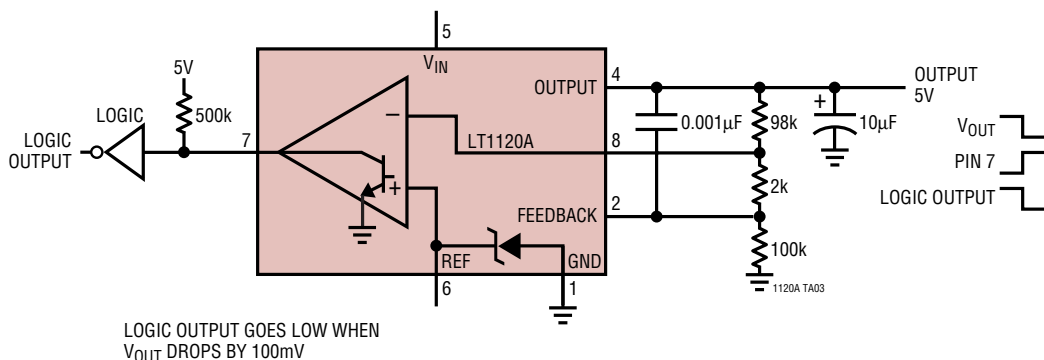 5
V_IN
5V
LOGIC
500k
LOGIC
OUTPUT
7
−
LT1120A
+
OUTPUT
4
8
FEEDBACK
2
REF
6
GND
1
0.001µF
98k
+
10µF
OUTPUT
5V
2k
100k
1120A TA03
V_OUT
PIN 7
LOGIC OUTPUT
LOGIC OUTPUT GOES LOW WHEN
V_OUT DROPS BY 100mV